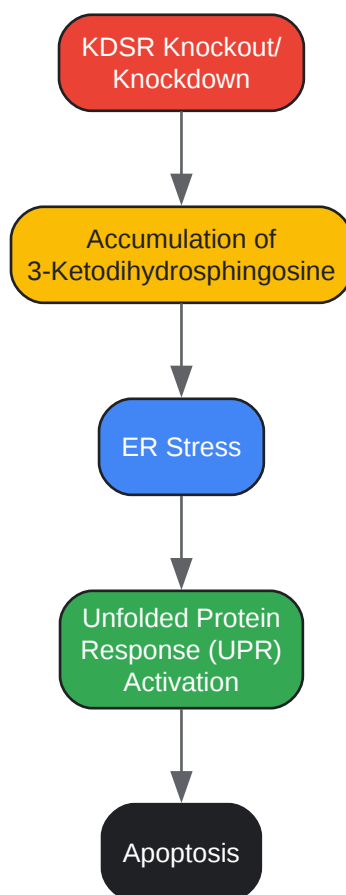 KDSR Knockout/
Knockdown
Accumulation of
3-Ketodihydrosphingosine
ER Stress
Unfolded Protein
Response (UPR)
Activation
Apoptosis